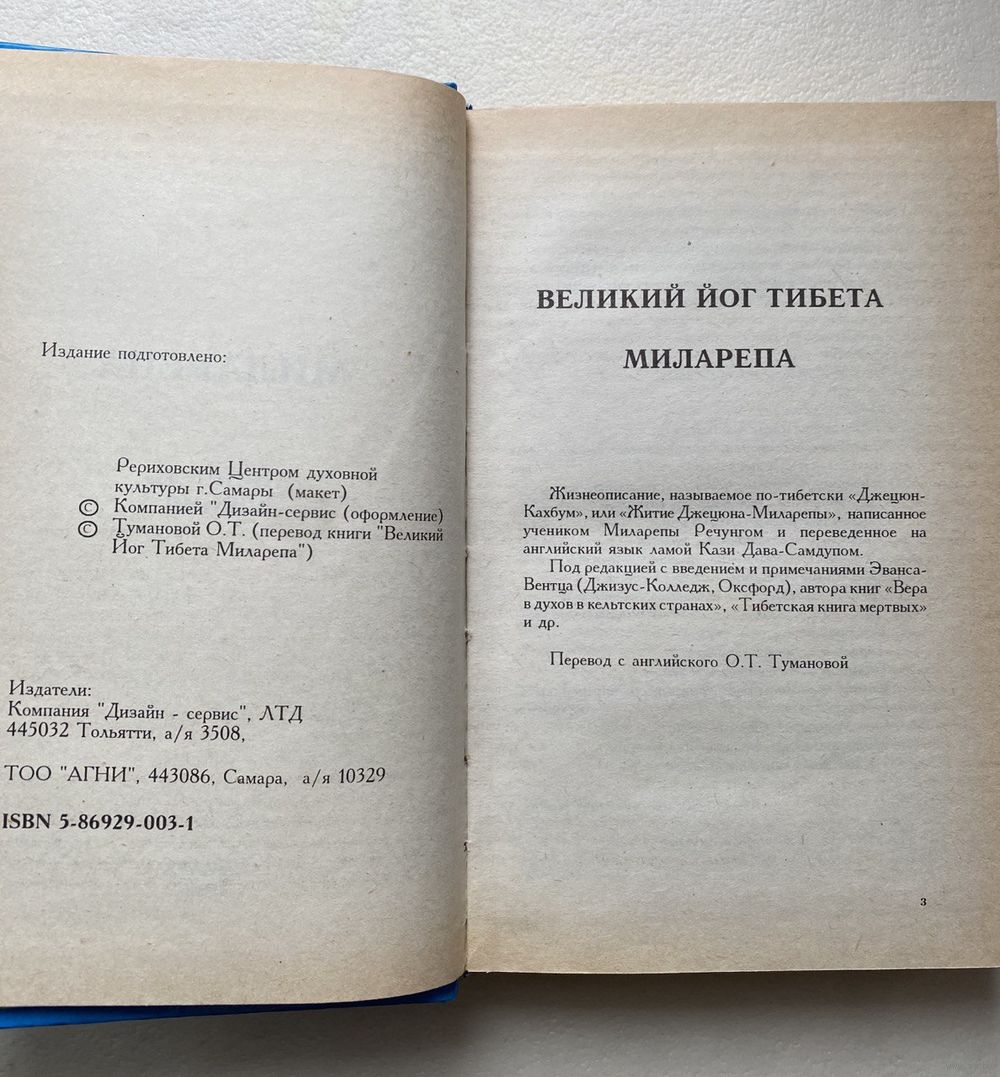 Издание подготовлено:
Рериховским Центром духовной
культуры г.Самары (макет)
© Компанией "Дизайн-сервис (оформление)
© Тумановой О.Т. (перевод книги "Великий
Йог Тибета Миларепа")
Издатели:
Компания "Дизайн - сервис", ЛТД
445032 Тольятти, а/я 3508,
ТОО "АГНИ", 443086, Самара, а/я 10329
ISBN 5-86929-003-1
ВЕЛИКИЙ ЙОГ ТИБЕТА
МИЛАРЕПА
Жизнеописание, называемое по-тибетски «Джецюн-
Кахбум», или «Житие Джецюна-Миларепы», написанное
учеником Миларепы Речунгом и переведенное на
английский язык ламой Кази Дава-Самдупом.
Под редакцией с введением и примечаниями Эванса-
Вентца (Джизус-Колледж, Оксфорд), автора книг «Вера
в духов в кельтских странах», «Тибетская книга мертвых»
и др.
Перевод с английского О.Т. Тумановой
3